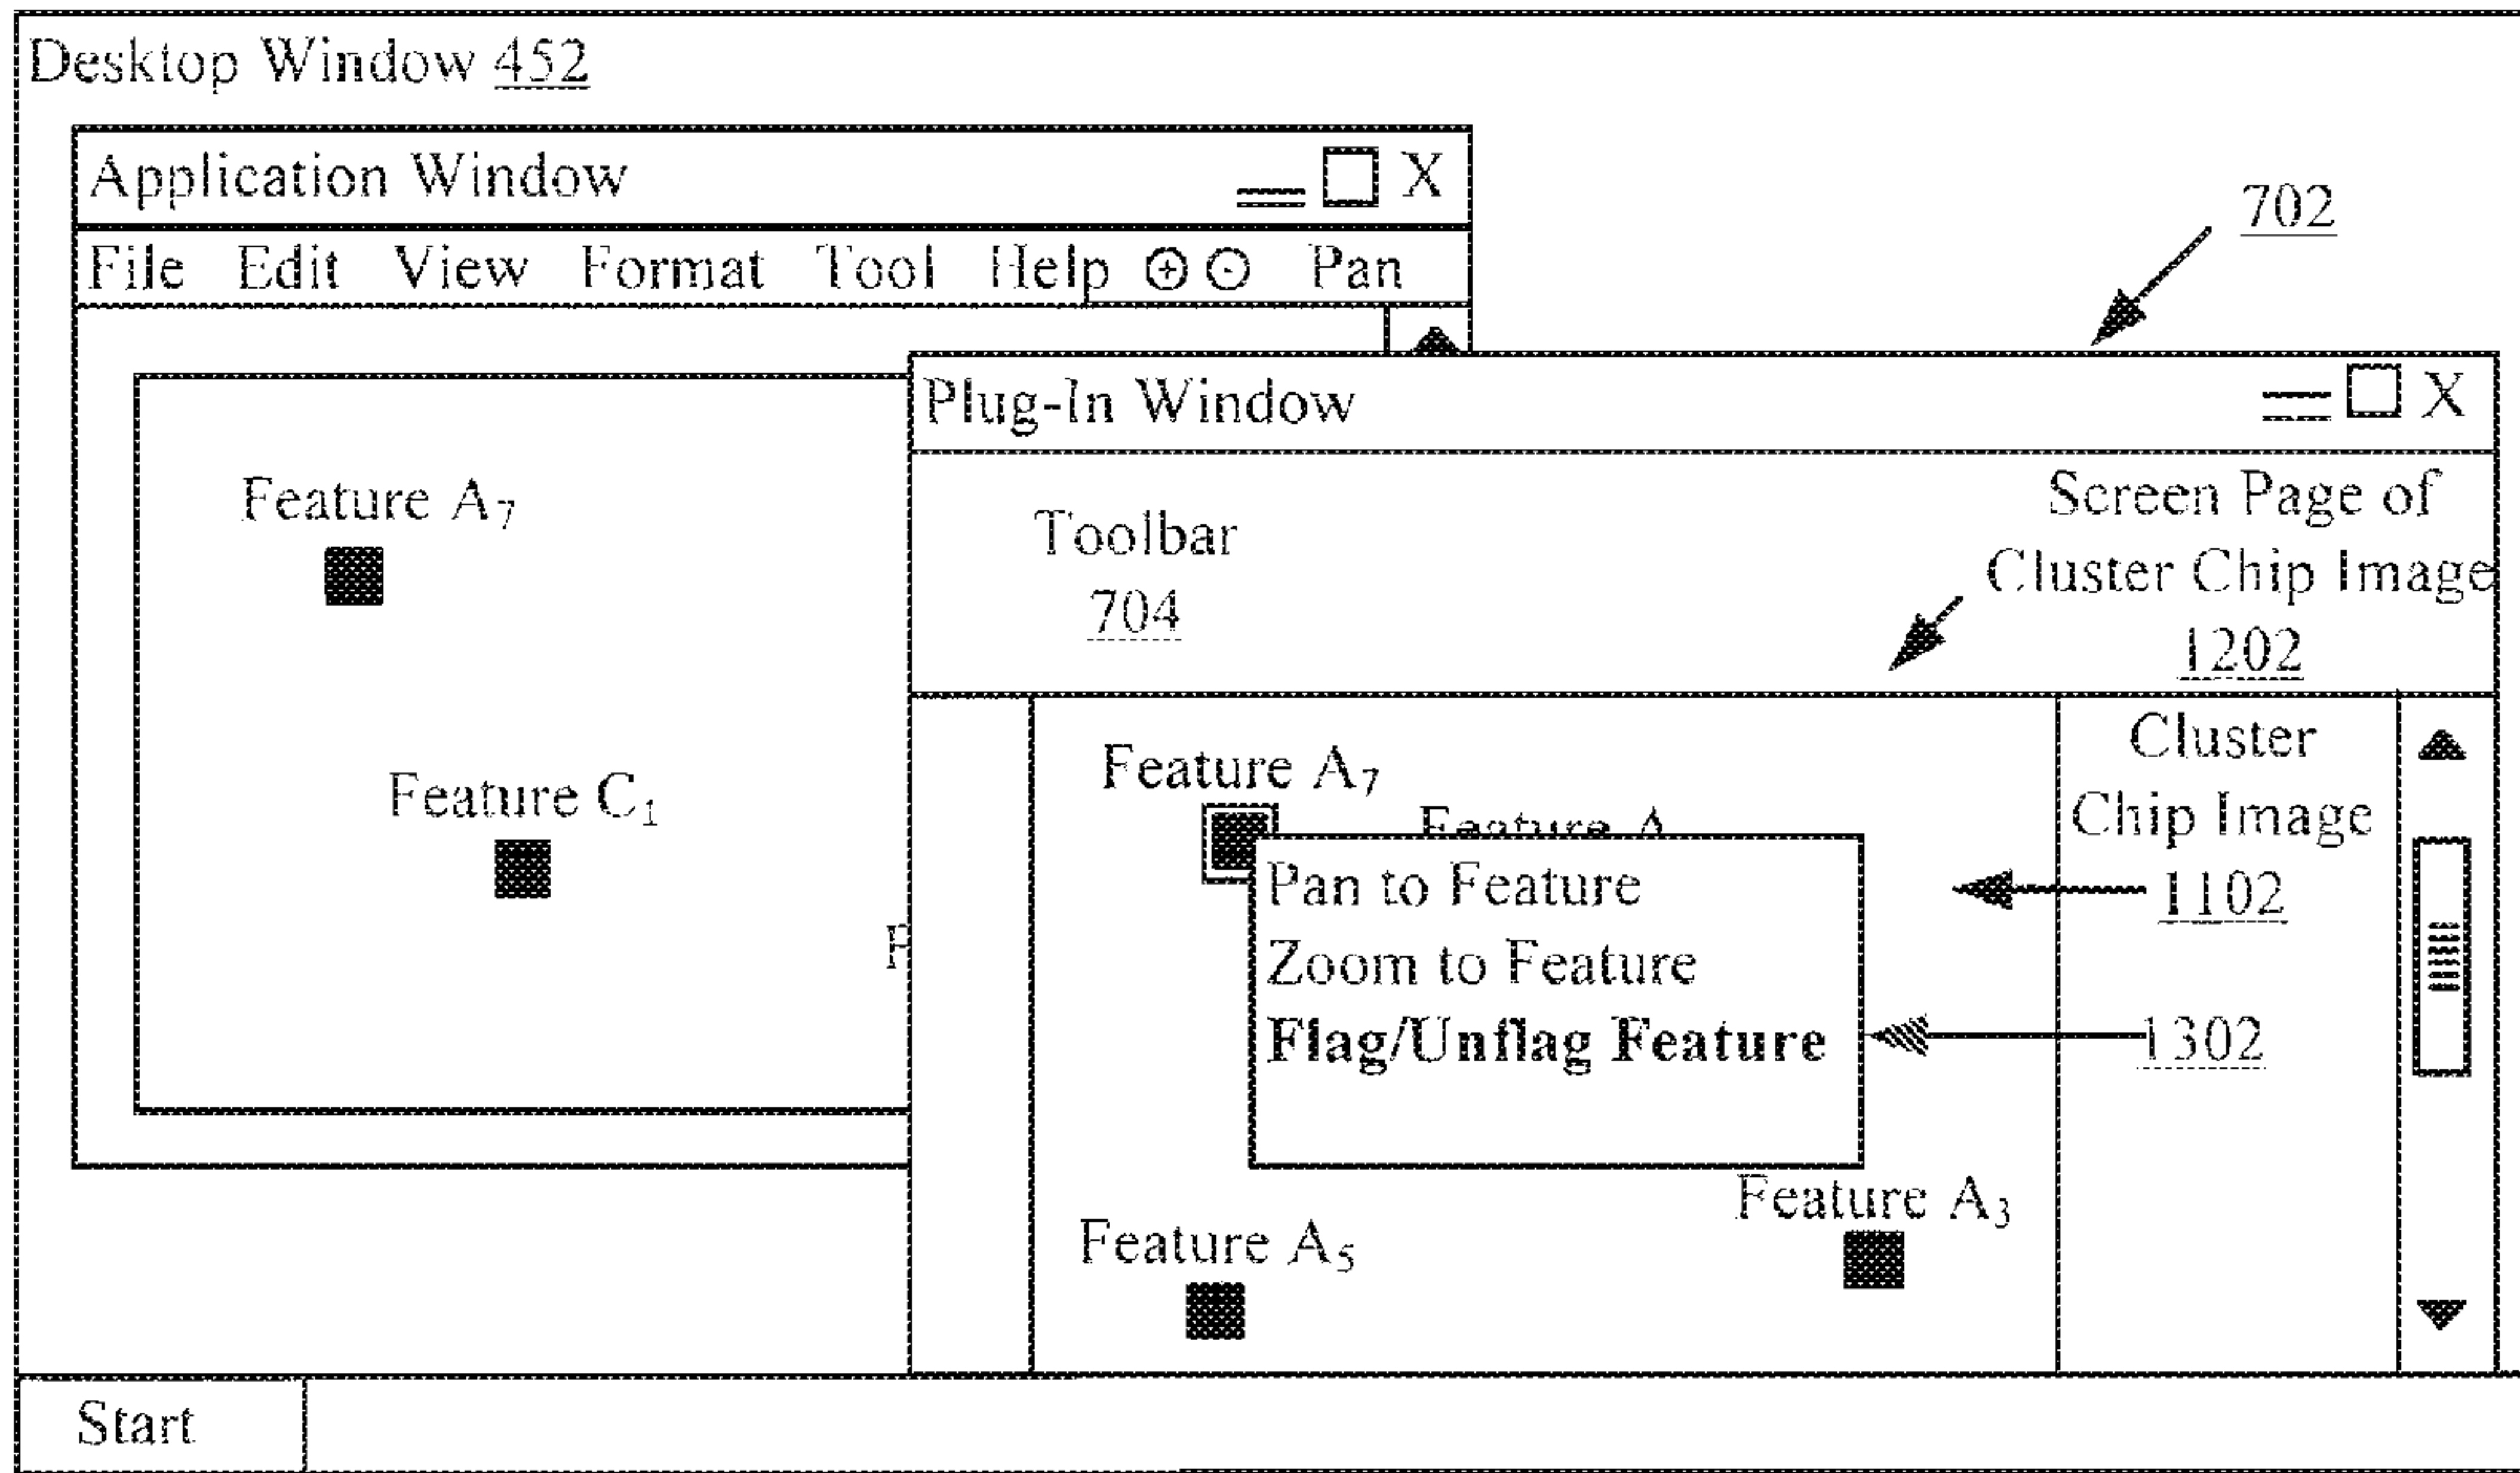 Desktop Window 452
Application Window X
File Edit View Format Tool Help + - Pan
702
Plug-In Window X
Feature A₇
Feature C₁
F
Toolbar
704
Screen Page of
Cluster Chip Image
1202
Cluster
Chip Image
1102
1302
Feature A₇
Feature A
Pan to Feature
Zoom to Feature
Flag/Unflag Feature
Feature A₃
Feature A₅
Start